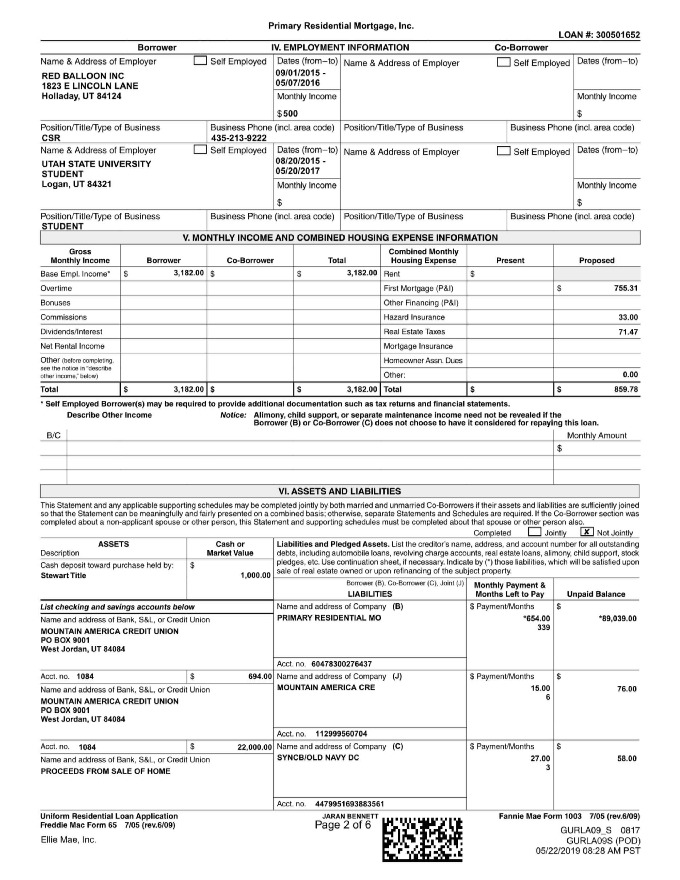 Primary Residential Mortgage, Inc.
LOAN #: 300501652
Borrower IV. EMPLOYMENT INFORMATION Co-Borrower
Name & Address of Employer Self Employed Dates (from–to) Name & Address of Employer Self Employed Dates (from–to)
RED BALLOON INC
1823 E LINCOLN LANE
Holladay, UT 84124
09/01/2015 -
05/07/2016
Monthly Income Monthly Income
$ 500 $
Position/Title/Type of Business Business Phone (incl. area code) Position/Title/Type of Business Business Phone (incl. area code)
CSR 435-213-9222
Name & Address of Employer Self Employed Dates (from–to) Name & Address of Employer Self Employed Dates (from–to)
UTAH STATE UNIVERSITY
STUDENT
Logan, UT 84321
08/20/2015 -
05/20/2017
Monthly Income Monthly Income
$ $
Position/Title/Type of Business Business Phone (incl. area code) Position/Title/Type of Business Business Phone (incl. area code)
STUDENT
V. MONTHLY INCOME AND COMBINED HOUSING EXPENSE INFORMATION
Gross
Monthly Income Borrower Co-Borrower Total Combined Monthly
Housing Expense Present Proposed
Base Empl. Income* $ 3,182.00 $ $ 3,182.00 Rent $
Overtime First Mortgage (P&I) $ 755.31
Bonuses Other Financing (P&I)
Commissions Hazard Insurance 33.00
Dividends/Interest Real Estate Taxes 71.47
Net Rental Income Mortgage Insurance
Other (before completing,
see the notice in "describe
other income," below)
Homeowner Assn. Dues
Other: 0.00
Total $ 3,182.00 $ $ 3,182.00 Total $ $ 859.78
* Self Employed Borrower(s) may be required to provide additional documentation such as tax returns and financial statements.
Describe Other Income Notice: Alimony, child support, or separate maintenance income need not be revealed if the
Borrower (B) or Co-Borrower (C) does not choose to have it considered for repaying this loan.
B/C Monthly Amount
$
VI. ASSETS AND LIABILITIES
This Statement and any applicable supporting schedules may be completed jointly by both married and unmarried Co-Borrowers if their assets and liabilities are sufficiently joined
so that the Statement can be meaningfully and fairly presented on a combined basis; otherwise, separate Statements and Schedules are required. If the Co-Borrower section was
completed about a non-applicant spouse or other person, this Statement and supporting schedules must be completed about that spouse or other person also.
Completed Jointly X Not Jointly
ASSETS
Description
Cash or
Market Value
Liabilities and Pledged Assets. List the creditor's name, address, and account number for all outstanding
debts, including automobile loans, revolving charge accounts, real estate loans, alimony, child support, stock
pledges, etc. Use continuation sheet, if necessary. Indicate by (*) those liabilities, which will be satisfied upon
sale of real estate owned or upon refinancing of the subject property.
Cash deposit toward purchase held by: $
Stewart Title 1,000.00
Borrower (B), Co-Borrower (C), Joint (J)
LIABILITIES
Monthly Payment &
Months Left to Pay
Unpaid Balance
List checking and savings accounts below
Name and address of Company (B) $ Payment/Months $
Name and address of Bank, S&L, or Credit Union
PRIMARY RESIDENTIAL MO *654.00 *89,039.00
339
MOUNTAIN AMERICA CREDIT UNION
PO BOX 9001
West Jordan, UT 84084
Acct. no. 60478300276437
Acct. no. 1084 $ 694.00 Name and address of Company (J) $ Payment/Months $
Name and address of Bank, S&L, or Credit Union
MOUNTAIN AMERICA CRE 15.00 76.00
6
MOUNTAIN AMERICA CREDIT UNION
PO BOX 9001
West Jordan, UT 84084
Acct. no. 112999560704
Acct. no. 1084 $ 22,000.00 Name and address of Company (C) $ Payment/Months $
Name and address of Bank, S&L, or Credit Union
SYNCB/OLD NAVY DC 27.00 58.00
3
PROCEEDS FROM SALE OF HOME
Acct. no. 4479951693883561
Uniform Residential Loan Application
Freddie Mac Form 65 7/05 (rev.6/09)
JARAN BENNETT
Page 2 of 6
Fannie Mae Form 1003 7/05 (rev.6/09)
Ellie Mae, Inc.
GURLA09_S 0817
GURLA09S (POD)
05/22/2019 08:28 AM PST